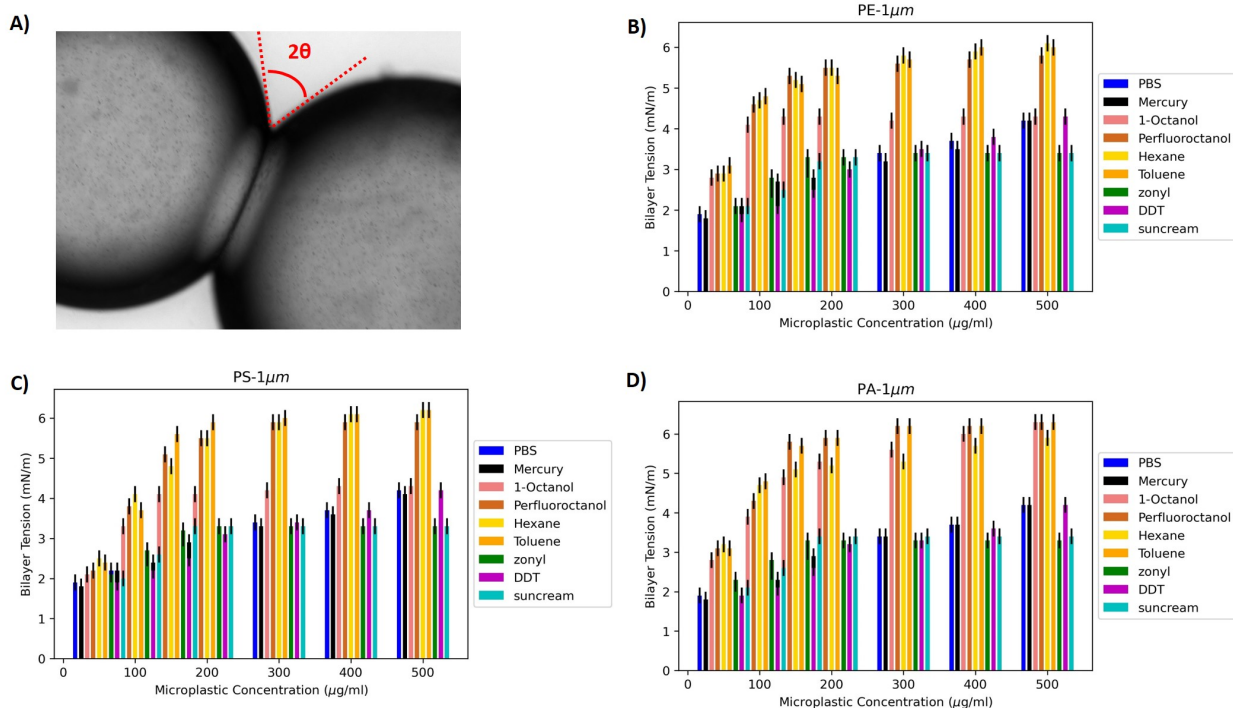 A)
2θ
B)
PE-1μm
Bilayer Tension (mN/m)
6
5
4
3
2
1
0
0 100 200 300 400 500
Microplastic Concentration (μg/ml)
PBS
Mercury
1-Octanol
Perfluoroctanol
Hexane
Toluene
zonyl
DDT
suncream
C)
PS-1μm
Bilayer Tension (mN/m)
6
5
4
3
2
1
0
0 100 200 300 400 500
Microplastic Concentration (μg/ml)
PBS
Mercury
1-Octanol
Perfluoroctanol
Hexane
Toluene
zonyl
DDT
suncream
D)
PA-1μm
Bilayer Tension (mN/m)
6
5
4
3
2
1
0
0 100 200 300 400 500
Microplastic Concentration (μg/ml)
PBS
Mercury
1-Octanol
Perfluoroctanol
Hexane
Toluene
zonyl
DDT
suncream